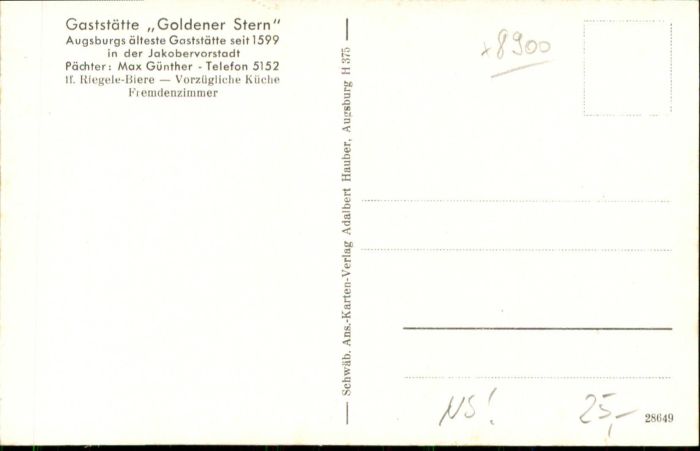 Gaststätte „Goldener Stern"
Augsburgs älteste Gaststätte seit 1599
in der Jakobervorstadt
Pächter: Max Günther - Telefon 5152
ff. Riegele-Biere — Vorzügliche Küche
Fremdenzimmer
Schwäb. Ans.-Karten-Verlag Adalbert Hauber, Augsburg H 375
x8900
NS!
25,-
28649